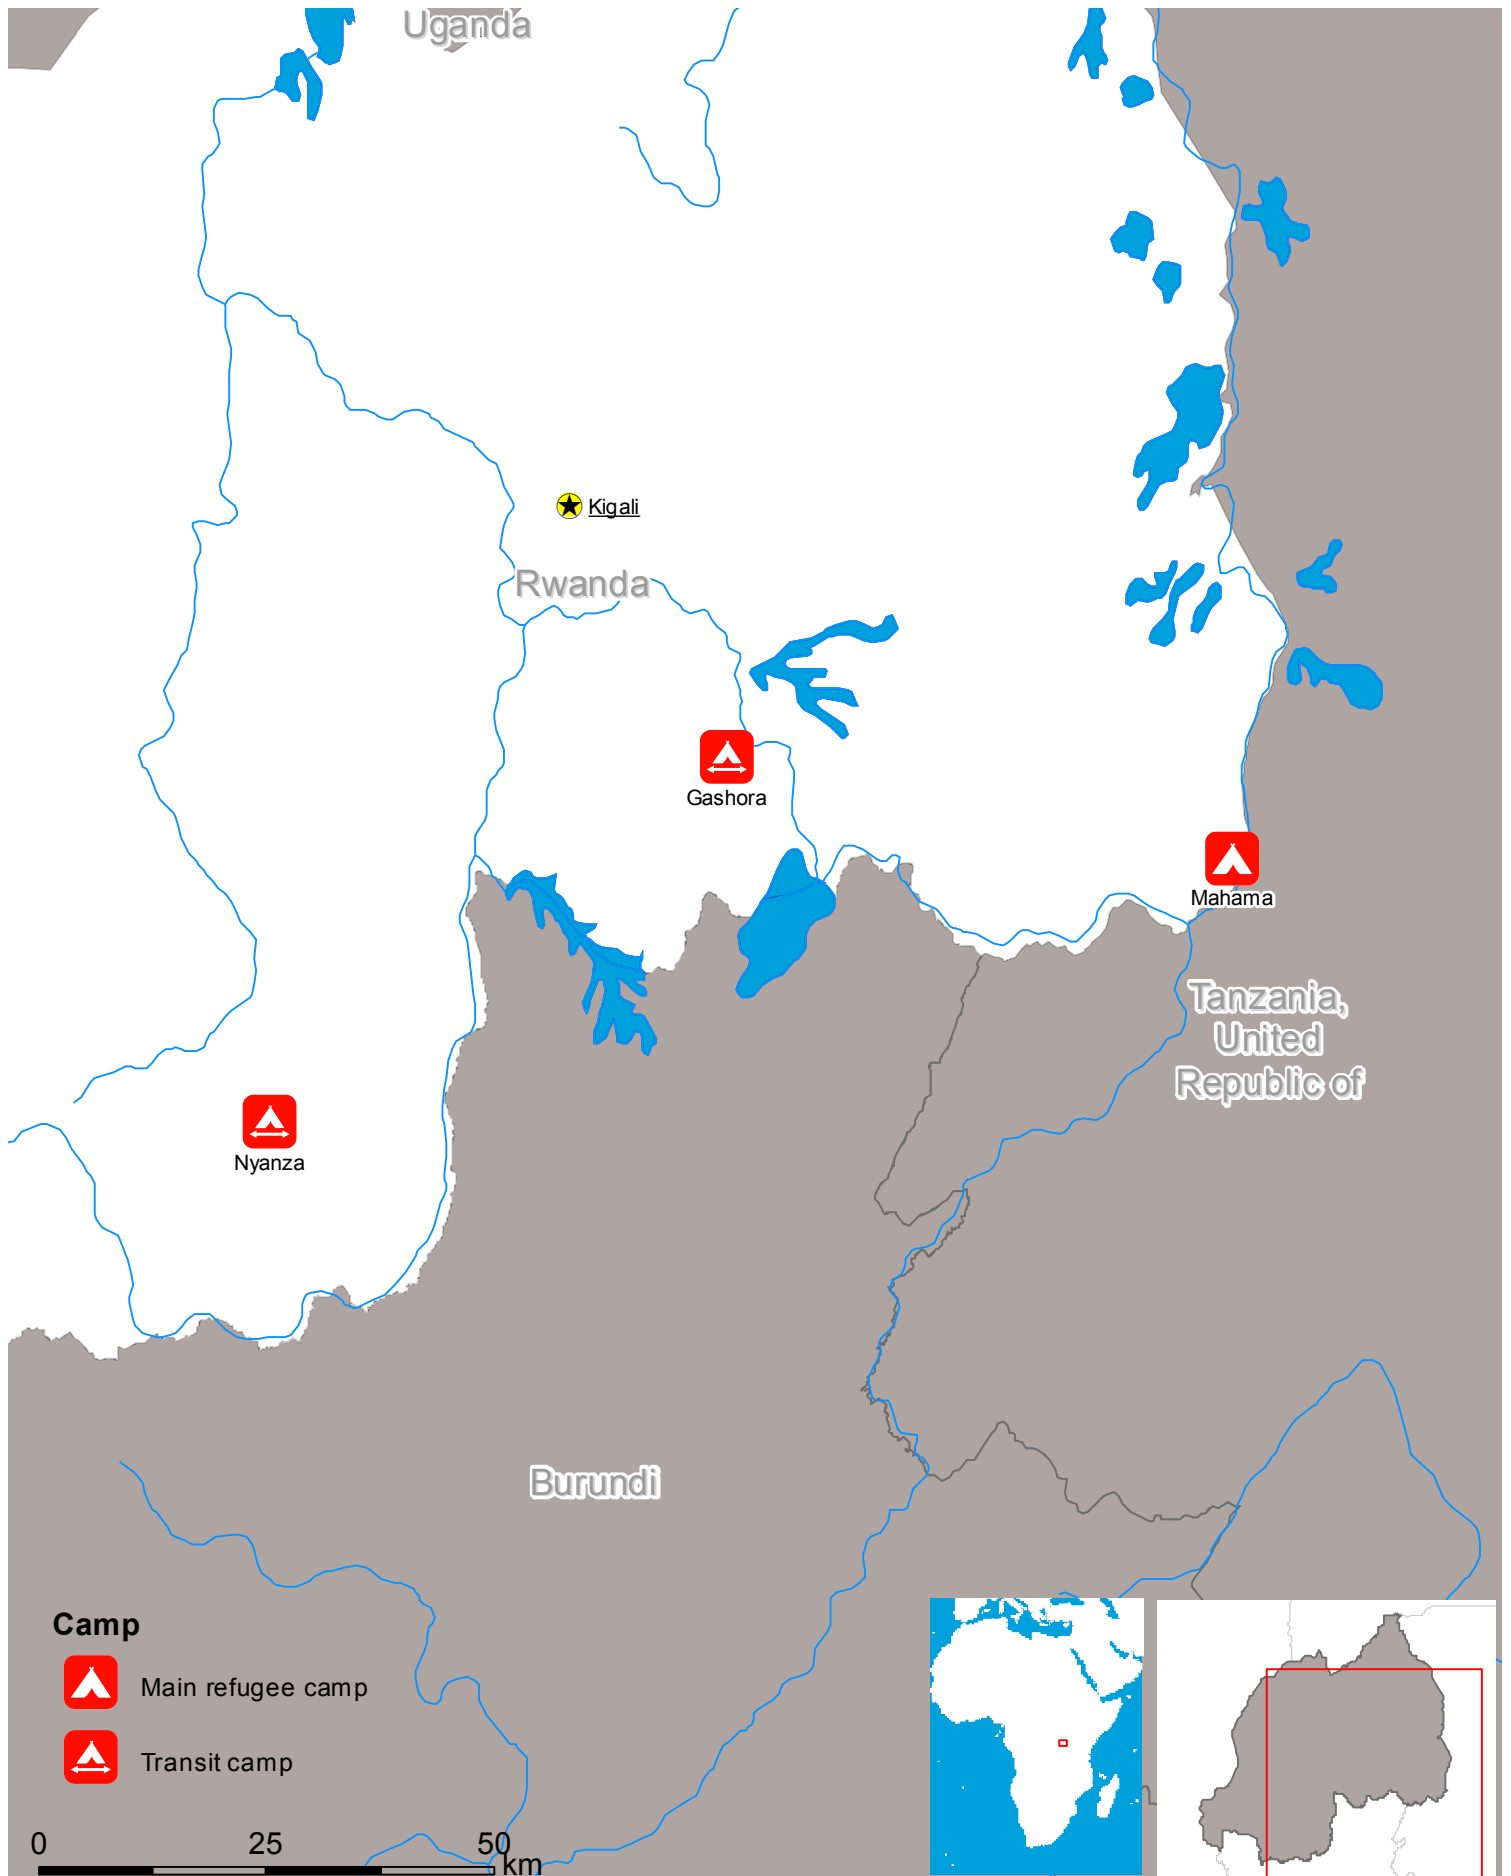 Uganda
Kigali
Rwanda
Gashora
Mahama
Tanzania,
United
Republic of
Nyanza
Burundi
Camp
Main refugee camp
Transit camp
0 25 50
km